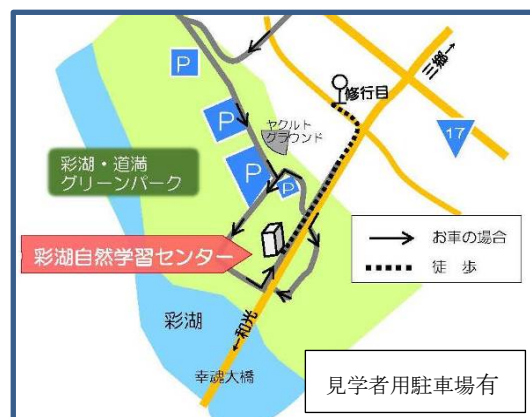 三郷→
修行目
17
P
P
P
P
ヤクルト
グラウンド
彩湖・道満
グリーンパーク
お車の場合
徒 歩
彩湖自然学習センター
←和光
彩湖
幸魂大橋
見学者用駐車場有